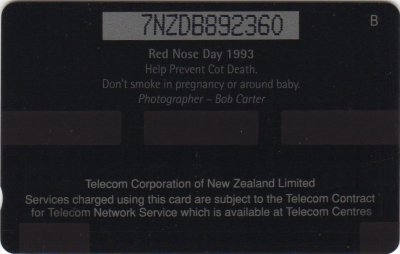 7NZDB892360 B
Red Nose Day 1993
Help Prevent Cot Death.
Don't smoke in pregnancy or around baby.
Photographer – Bob Carter
Telecom Corporation of New Zealand Limited
Services charged using this card are subject to the Telecom Contract
for Telecom Network Service which is available at Telecom Centres